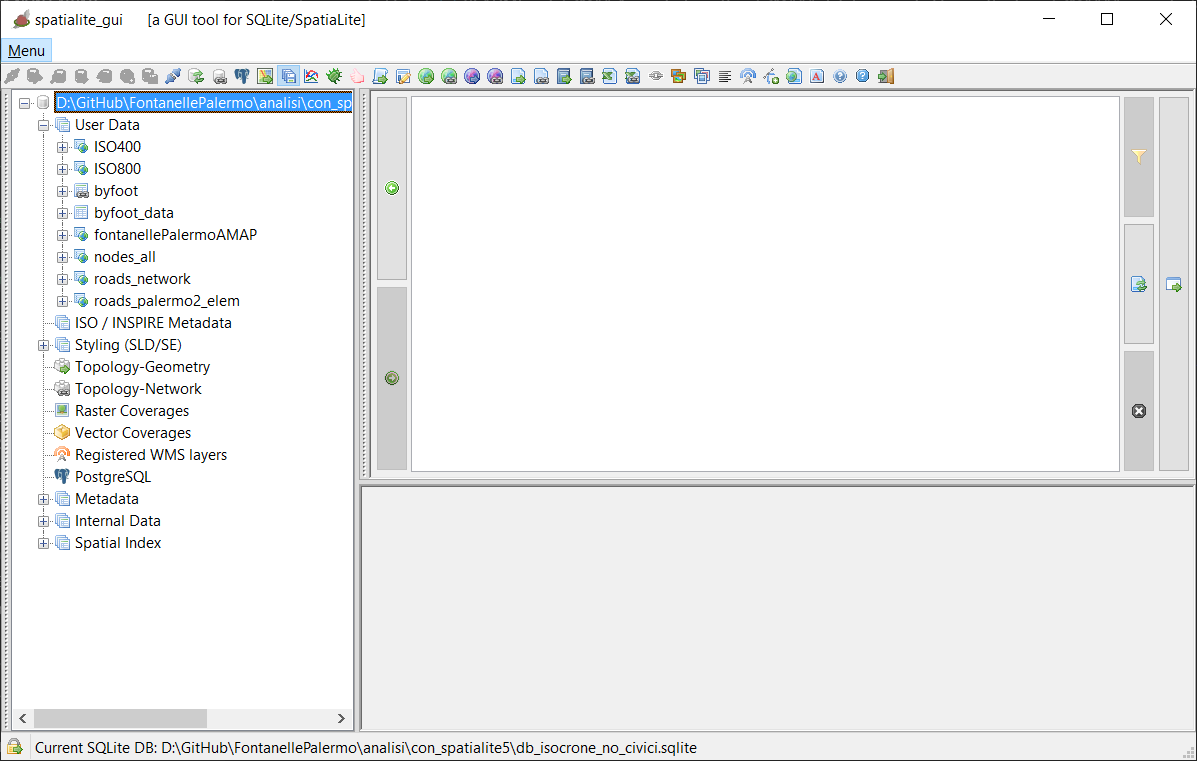 spatialite_gui [a GUI tool for SQLite/SpatiaLite]
Menu
D:\GitHub\FontanellePalermo\analisi\con_sp
User Data
ISO400
ISO800
byfoot
byfoot_data
fontanellePalermoAMAP
nodes_all
roads_network
roads_palermo2_elem
ISO / INSPIRE Metadata
Styling (SLD/SE)
Topology-Geometry
Topology-Network
Raster Coverages
Vector Coverages
Registered WMS layers
PostgreSQL
Metadata
Internal Data
Spatial Index
Current SQLite DB: D:\GitHub\FontanellePalermo\analisi\con_spatialite5\db_isocrone_no_civici.sqlite